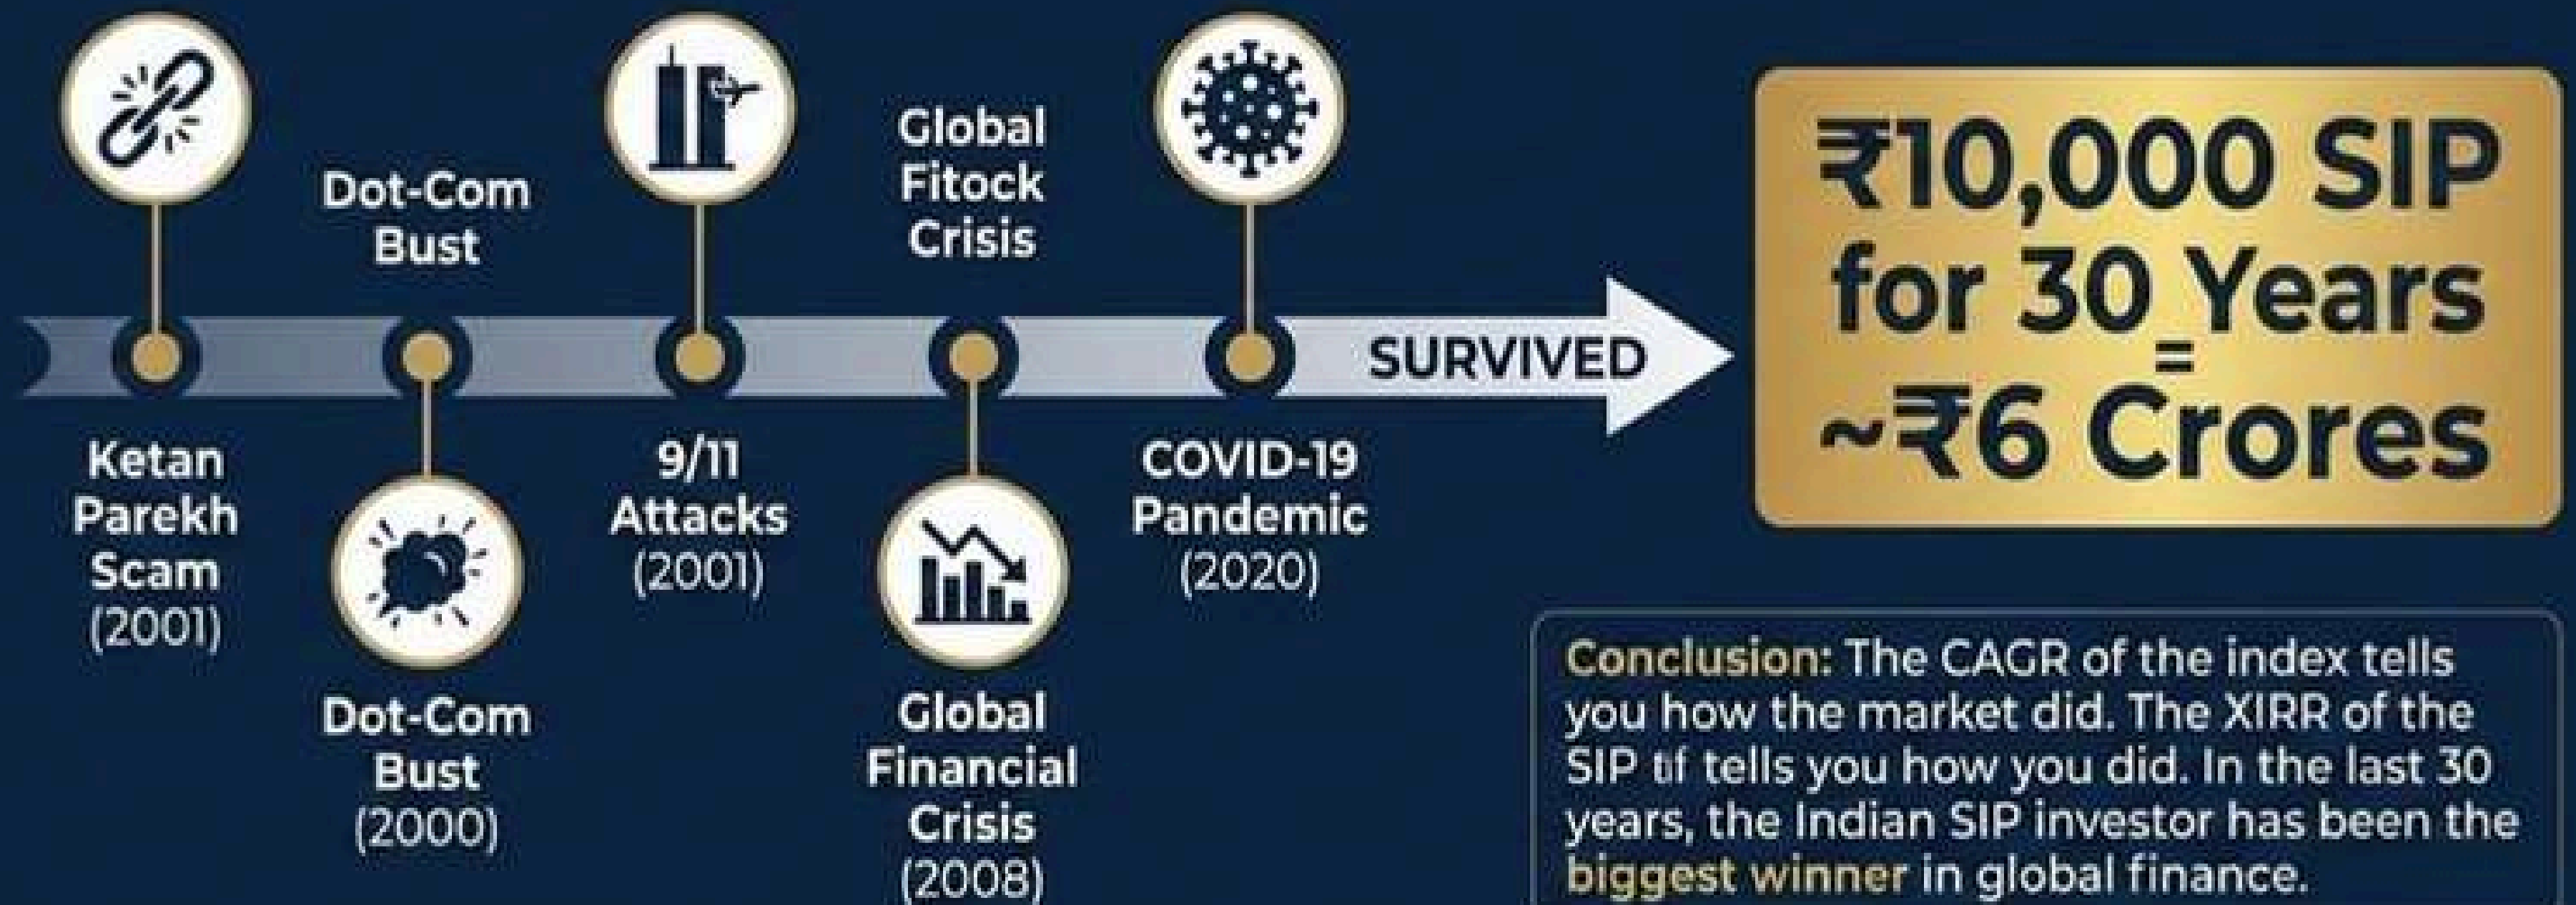 Dot-Com
Bust
Global
Fitock
Crisis
SURVIVED
Ketan
Parekh
Scam
(2001)
Dot-Com
Bust
(2000)
9/11
Attacks
(2001)
Global
Financial
Crisis
(2008)
COVID-19
Pandemic
(2020)
₹10,000 SIP
for 30 Years
=
~₹6 Crores
Conclusion: The CAGR of the index tells
you how the market did. The XIRR of the
SIP tif tells you how you did. In the last 30
years, the Indian SIP investor has been the
biggest winner in global finance.